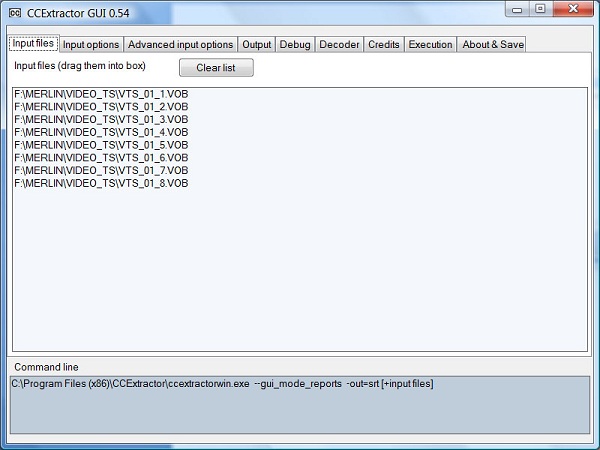 CC CCExtractor GUI 0.54
Input files Input options Advanced input options Output Debug Decoder Credits Execution About & Save
Input files (drag them into box) Clear list
F:\MERLIN\VIDEO_TS\VTS_01_1.VOB
F:\MERLIN\VIDEO_TS\VTS_01_2.VOB
F:\MERLIN\VIDEO_TS\VTS_01_3.VOB
F:\MERLIN\VIDEO_TS\VTS_01_4.VOB
F:\MERLIN\VIDEO_TS\VTS_01_5.VOB
F:\MERLIN\VIDEO_TS\VTS_01_6.VOB
F:\MERLIN\VIDEO_TS\VTS_01_7.VOB
F:\MERLIN\VIDEO_TS\VTS_01_8.VOB
Command line
C:\Program Files (x86)\CCExtractor\ccextractorwin.exe --gui_mode_reports -out=srt [+input files]